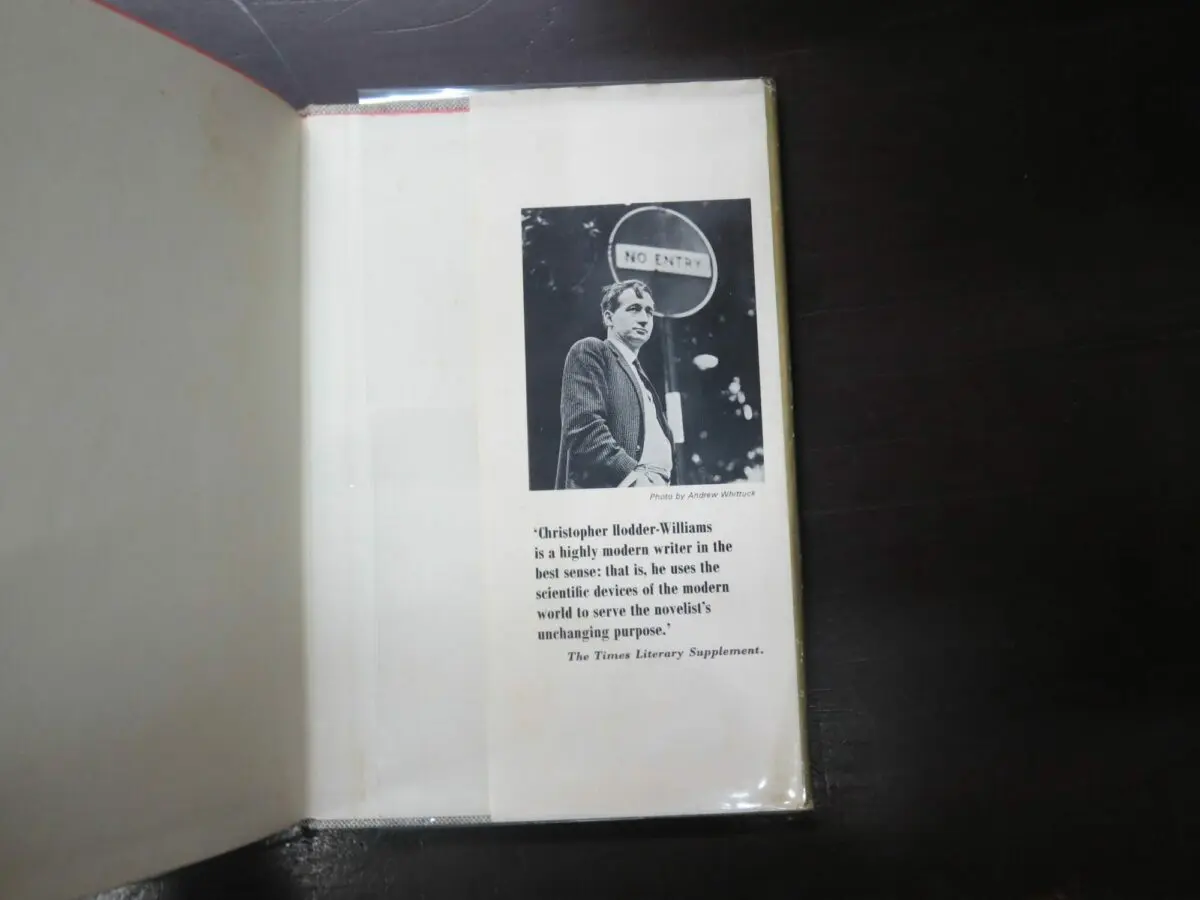 NO ENTRY
Photo by Andrew Whittuck
‘Christopher Hodder-Williams
is a highly modern writer in the
best sense: that is, he uses the
scientific devices of the modern
world to serve the novelist’s
unchanging purpose.’
The Times Literary Supplement.